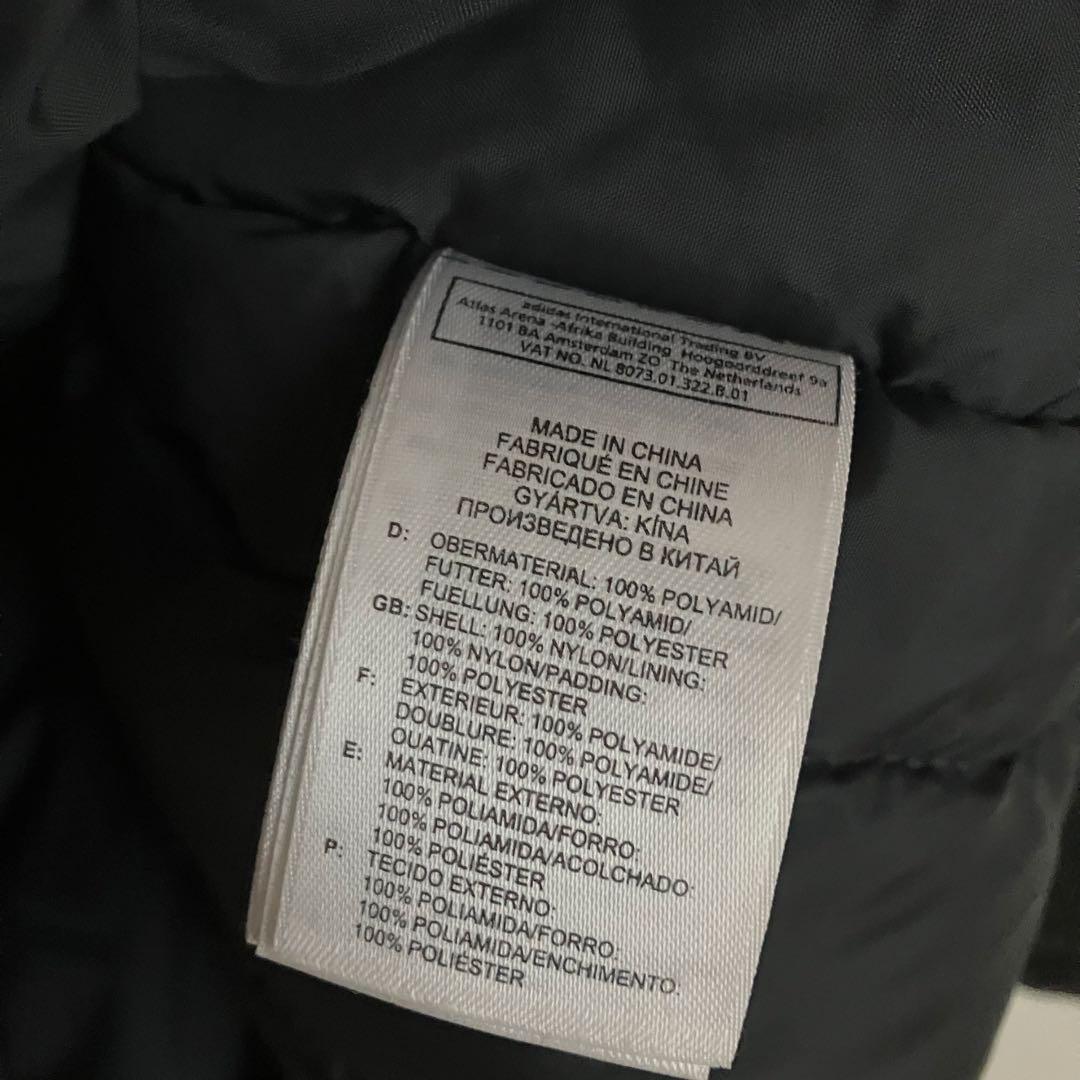 adidas International Trading BV
Atlas Arena -Afrika Building Hoogoorddreef 9a
1101 BA Amsterdam ZO The Netherlands
VAT NO. NL 8073.01.322.B.01
MADE IN CHINA
FABRIQUÉ EN CHINE
FABRICADO EN CHINA
GYÁRTVA: KÍNA
ПРОИЗВЕДЕНО В КИТАЙ
D: OBERMATERIAL: 100% POLYAMID/
FUTTER: 100% POLYAMID/
FUELLUNG: 100% POLYESTER
GB: SHELL: 100% NYLON/LINING:
100% NYLON/PADDING:
100% POLYESTER
F: EXTERIEUR: 100% POLYAMIDE/
DOUBLURE: 100% POLYAMIDE/
OUATINE: 100% POLYESTER
E: MATERIAL EXTERNO:
100% POLIAMIDA/FORRO:
100% POLIAMIDA/ACOLCHADO:
100% POLIÉSTER
P: TECIDO EXTERNO:
100% POLIAMIDA/FORRO:
100% POLIAMIDA/ENCHIMENTO:
100% POLIÉSTER